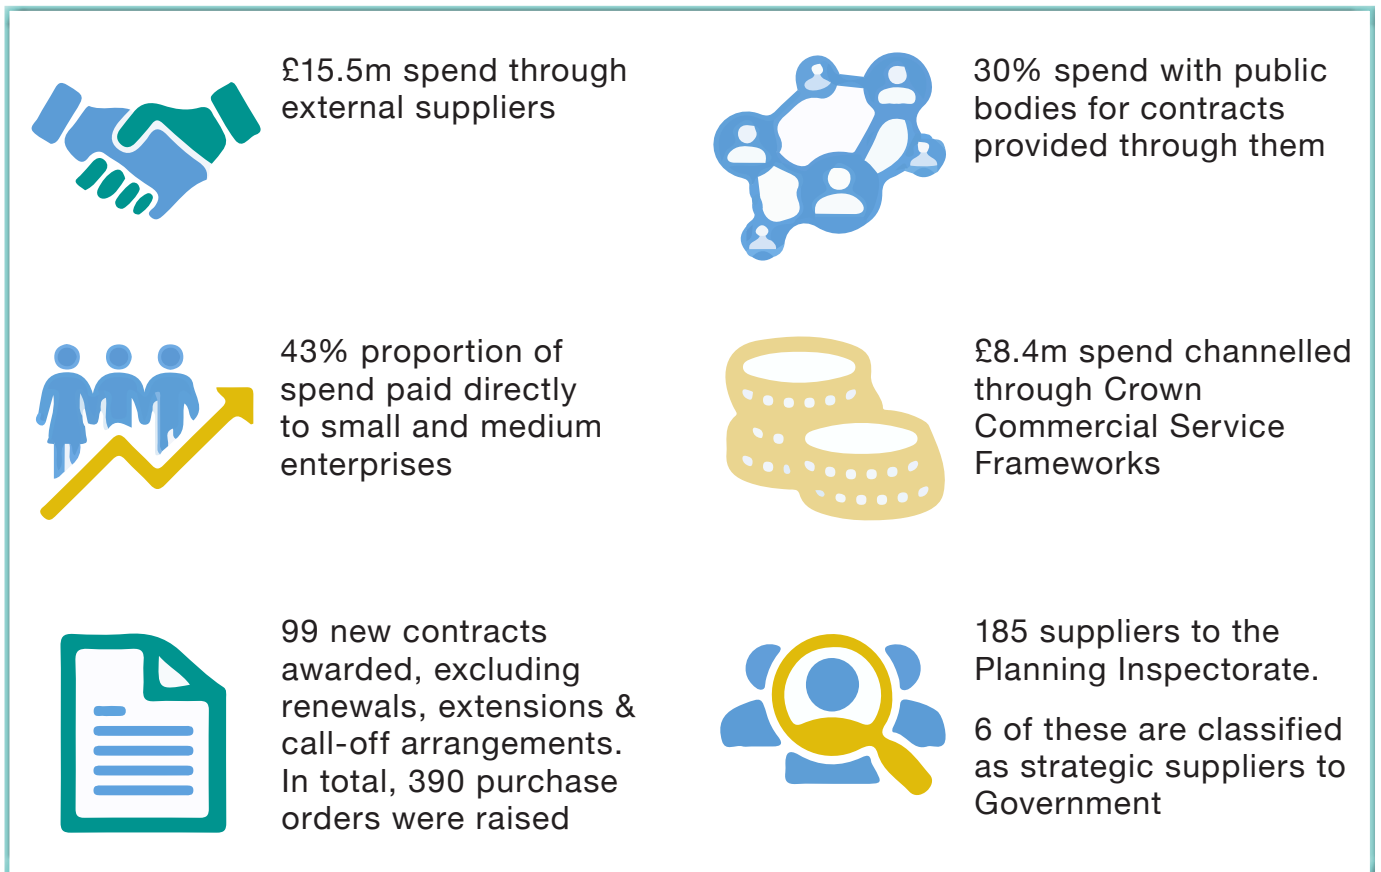 £15.5m spend through
external suppliers
30% spend with public
bodies for contracts
provided through them
43% proportion of
spend paid directly
to small and medium
enterprises
£8.4m spend channelled
through Crown
Commercial Service
Frameworks
99 new contracts
awarded, excluding
renewals, extensions &
call-off arrangements.
In total, 390 purchase
orders were raised
185 suppliers to the
Planning Inspectorate.
6 of these are classified
as strategic suppliers to
Government